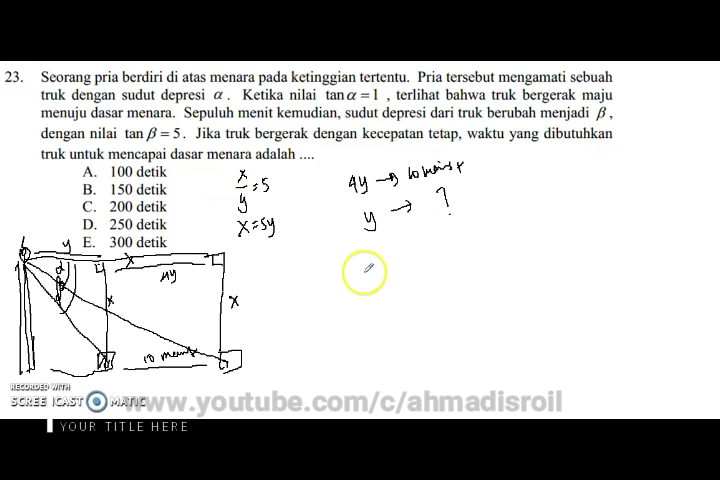 23. Seorang pria berdiri di atas menara pada ketinggian tertentu. Pria tersebut mengamati sebuah
truk dengan sudut depresi α. Ketika nilai tan α = 1 , terlihat bahwa truk bergerak maju
menuju dasar menara. Sepuluh menit kemudian, sudut depresi dari truk berubah menjadi β,
dengan nilai tan β = 5. Jika truk bergerak dengan kecepatan tetap, waktu yang dibutuhkan
truk untuk mencapai dasar menara adalah ....
A. 100 detik
B. 150 detik
C. 200 detik
D. 250 detik
E. 300 detik
x/y = 5
x = 5y
4y → 10 menit
y → ?
y
x
4y
α
x
x
10 menit
RECORDED WITH
SCREENCAST MATIC
www.youtube.com/c/ahmadisroil
YOUR TITLE HERE